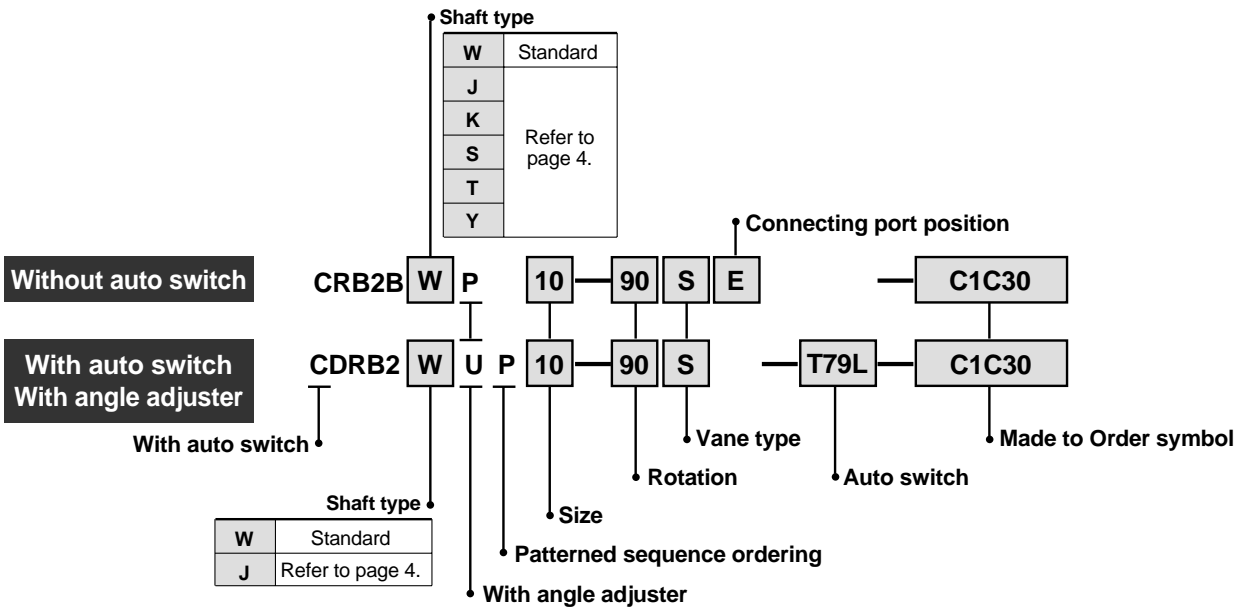 Shaft type
W Standard
J
K
S
T
Y
Refer to
page 4.
Connecting port position
Without auto switch CRB2B W P 10 — 90 S E — C1C30
With auto switch
With angle adjuster
CDRB2 W U P 10 — 90 S — T79L — C1C30
With auto switch
Vane type
Made to Order symbol
Rotation
Auto switch
Shaft type
W Standard
J Refer to page 4.
Size
Patterned sequence ordering
With angle adjuster